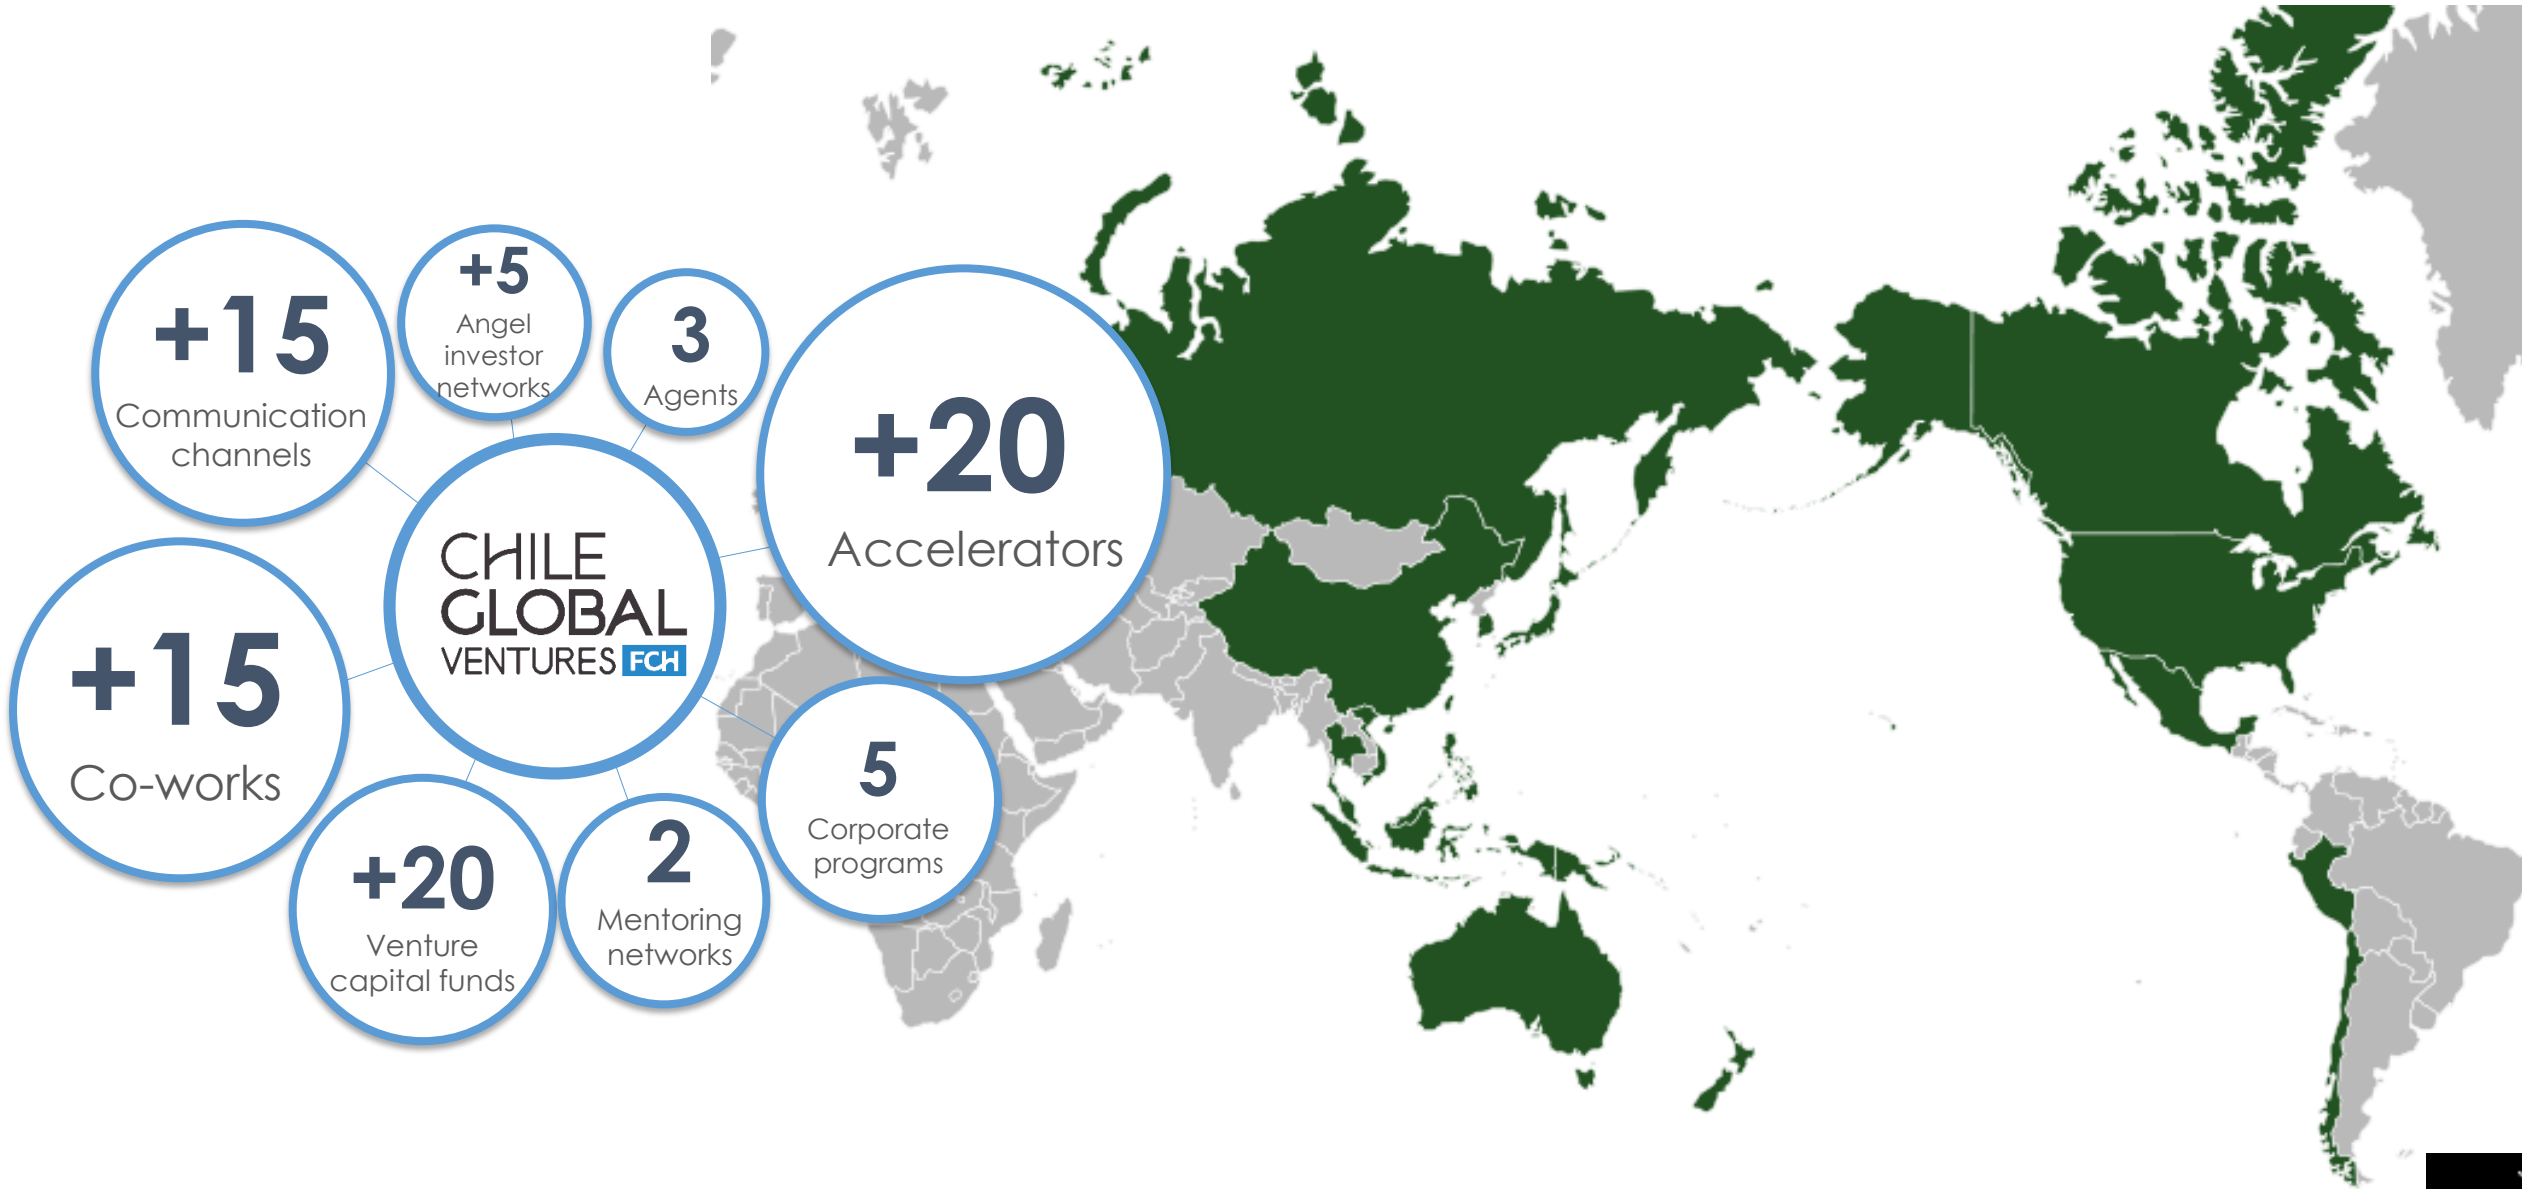 +15
Communication
channels
+5
Angel
investor
networks
3
Agents
+20
Accelerators
CHILE
GLOBAL
VENTURES FCH
+15
Co-works
+20
Venture
capital funds
2
Mentoring
networks
5
Corporate
programs